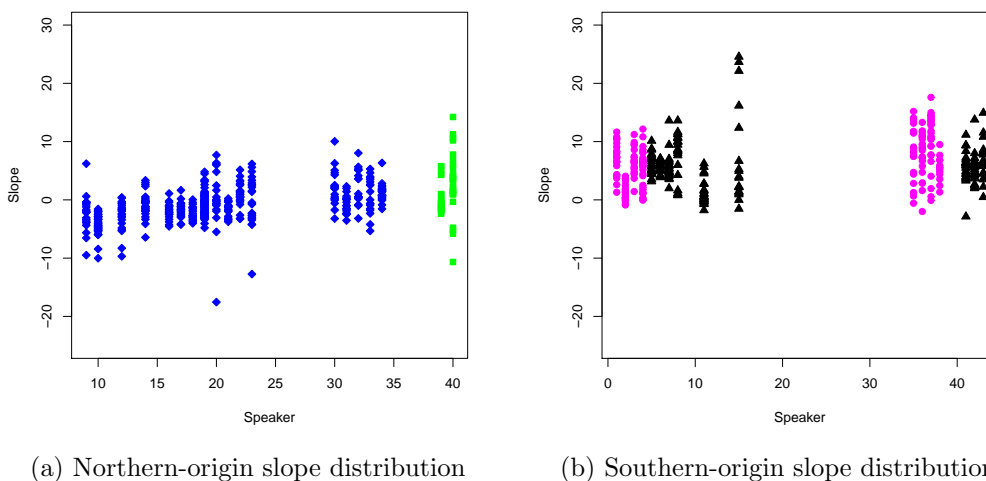 30
20
10
0
−10
−20
Slope
10 15 20 25 30 35 40
Speaker
(a) Northern-origin slope distribution
30
20
10
0
−10
−20
Slope
0 10 20 30 40
Speaker
(b) Southern-origin slope distribution